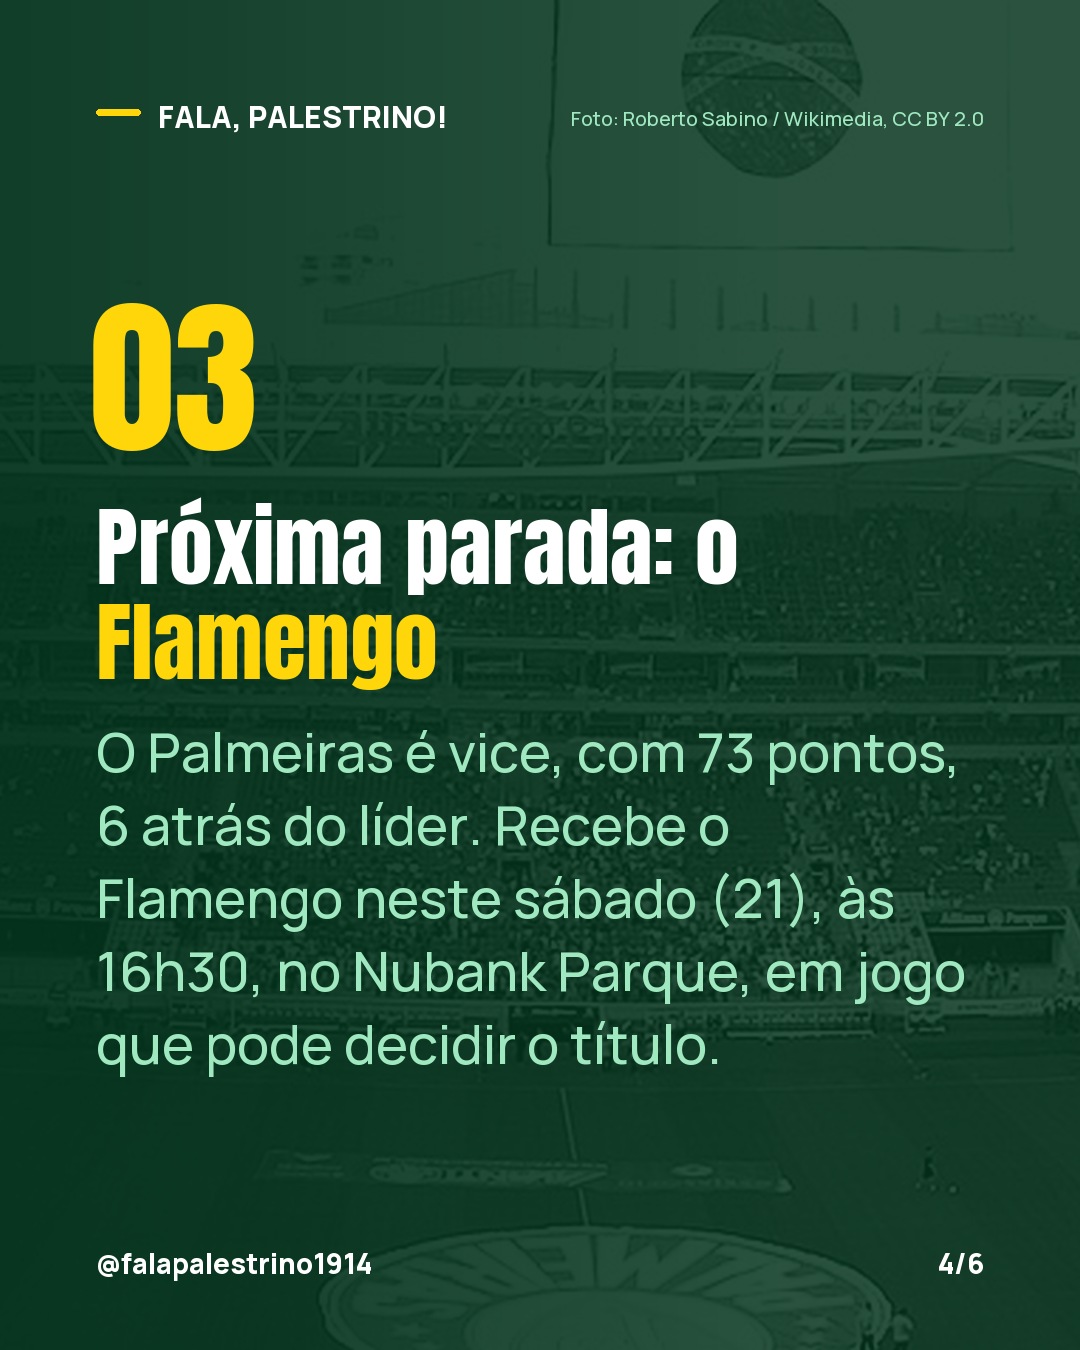 FALA, PALESTRINO!
Foto: Roberto Sabino / Wikimedia, CC BY 2.0
03
Próxima parada: o
Flamengo
O Palmeiras é vice, com 73 pontos,
6 atrás do líder. Recebe o
Flamengo neste sábado (21), às
16h30, no Nubank Parque, em jogo
que pode decidir o título.
Allianz Parque
@falapalestrino1914
4/6